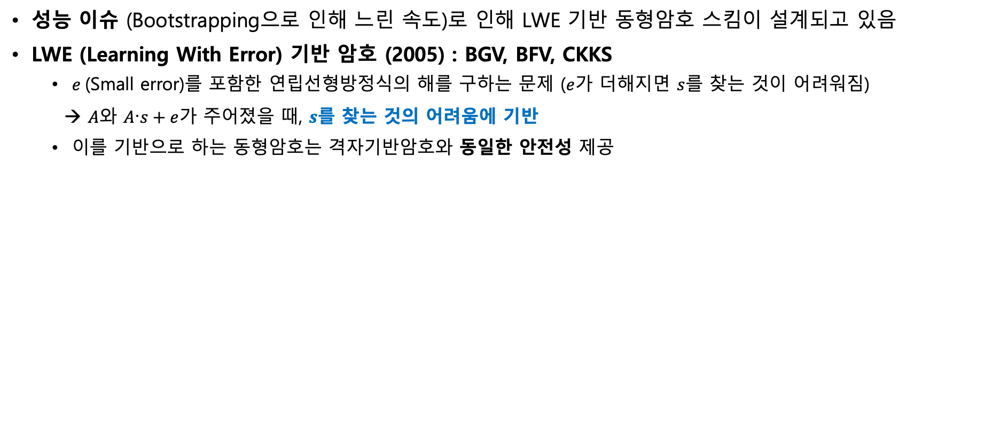 • 성능 이슈 (Bootstrapping으로 인해 느린 속도)로 인해 LWE 기반 동형암호 스킴이 설계되고 있음
• LWE (Learning With Error) 기반 암호 (2005) : BGV, BFV, CKKS
• e (Small error)를 포함한 연립선형방정식의 해를 구하는 문제 (e가 더해지면 s를 찾는 것이 어려워짐)
→ A와 A·s + e가 주어졌을 때, s를 찾는 것의 어려움에 기반
• 이를 기반으로 하는 동형암호는 격자기반암호와 동일한 안전성 제공